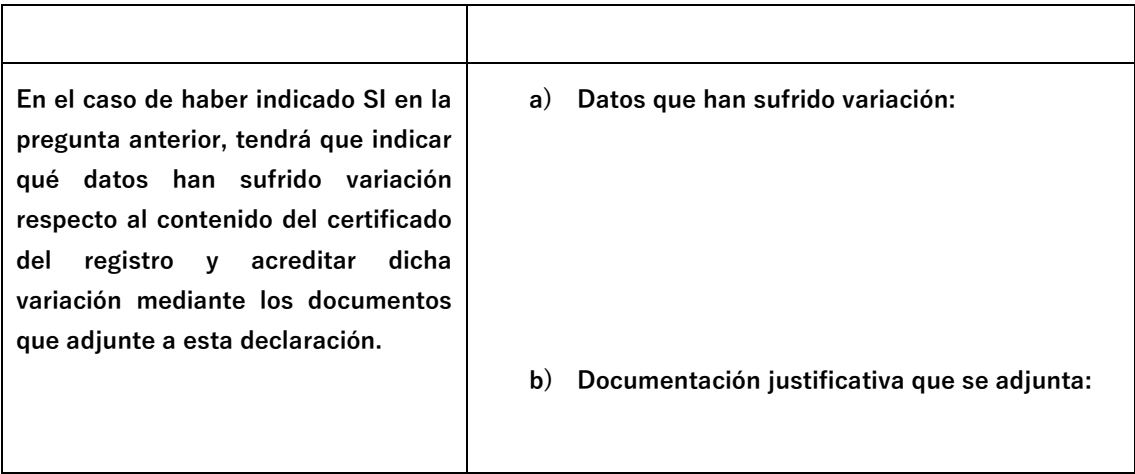 En el caso de haber indicado SI en la
pregunta anterior, tendrá que indicar
qué datos han sufrido variación
respecto al contenido del certificado
del registro y acreditar dicha
variación mediante los documentos
que adjunte a esta declaración.
a) Datos que han sufrido variación:
b) Documentación justificativa que se adjunta: